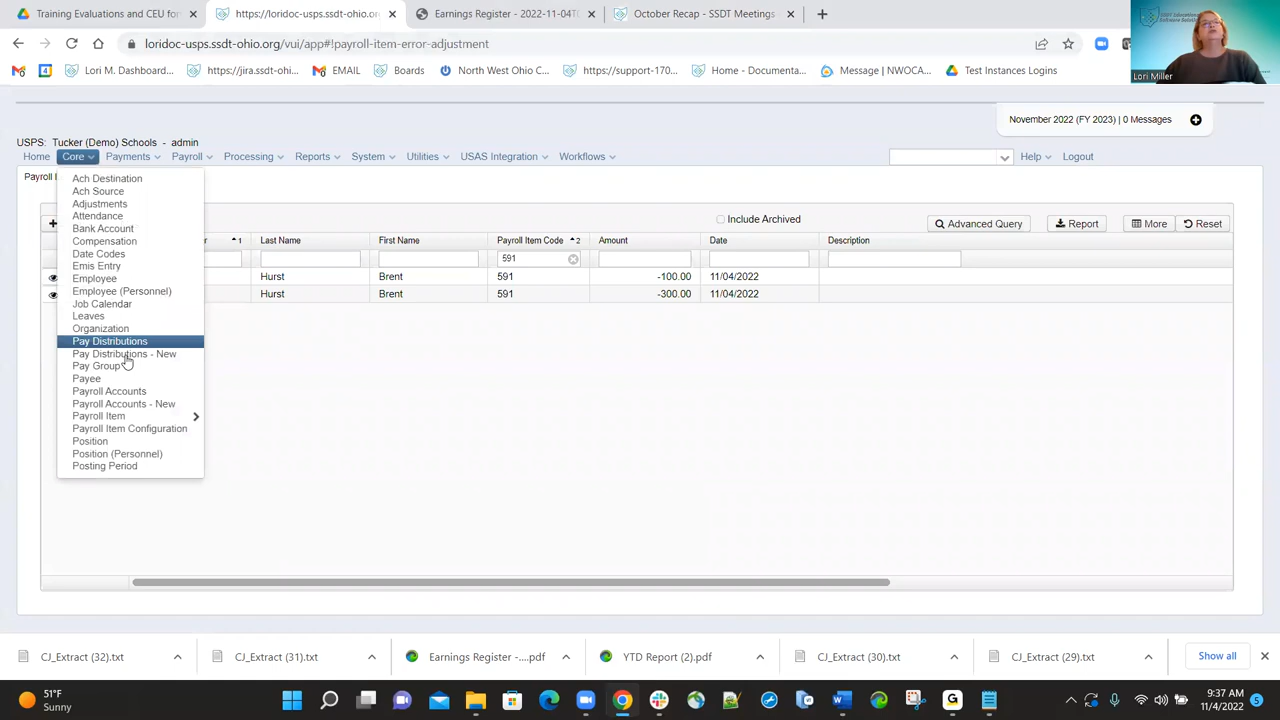 Training Evaluations and CEU for
https://loridoc-usps.ssdt-ohio.org
Earnings Register - 2022-11-04T0
October Recap - SSDT Meetings
loridoc-usps.ssdt-ohio.org/vui/app#!payroll-item-error-adjustment
Lori M. Dashboard...
https://jira.ssdt-ohi...
EMAIL
Boards
North West Ohio C...
https://support-170...
Home - Documenta...
Message | NWOCA...
Test Instances Logins
Lori Miller
November 2022 (FY 2023) | 0 Messages
USPS: Tucker (Demo) Schools - admin
Home Core Payments Payroll Processing Reports System Utilities USAS Integration Workflows Help Logout
Payroll I
Ach Destination
Ach Source
Adjustments
Attendance
Bank Account
Compensation
Date Codes
Emis Entry
Employee
Employee (Personnel)
Job Calendar
Leaves
Organization
Pay Distributions
Pay Distributions - New
Pay Group
Payee
Payroll Accounts
Payroll Accounts - New
Payroll Item
Payroll Item Configuration
Position
Position (Personnel)
Posting Period
Include Archived
Advanced Query
Report
More
Reset
r 1 Last Name First Name Payroll Item Code 2 Amount Date Description
591
Hurst Brent 591 -100.00 11/04/2022
Hurst Brent 591 -300.00 11/04/2022
CJ_Extract (32).txt
CJ_Extract (31).txt
Earnings Register -....pdf
YTD Report (2).pdf
CJ_Extract (30).txt
CJ_Extract (29).txt
Show all
51°F
Sunny
9:37 AM
11/4/2022
5